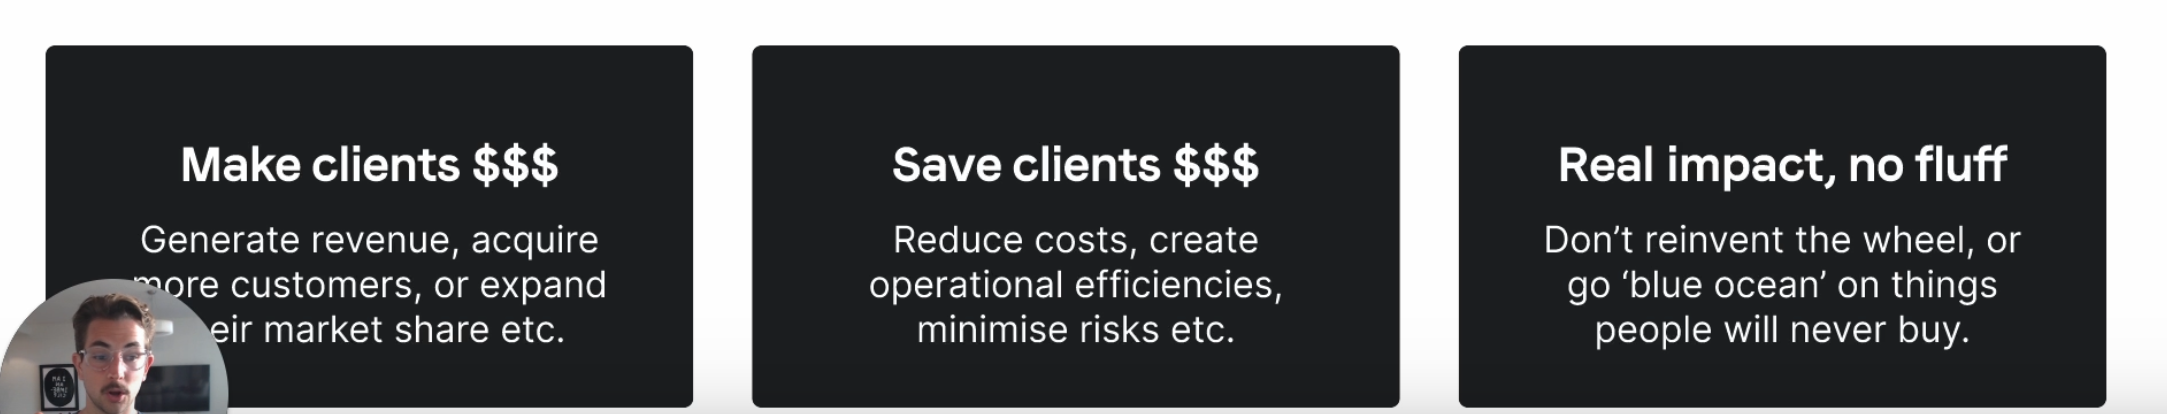 Make clients $$$
Generate revenue, acquire
more customers, or expand
eir market share etc.
Save clients $$$
Reduce costs, create
operational efficiencies,
minimise risks etc.
Real impact, no fluff
Don’t reinvent the wheel, or
go ‘blue ocean’ on things
people will never buy.